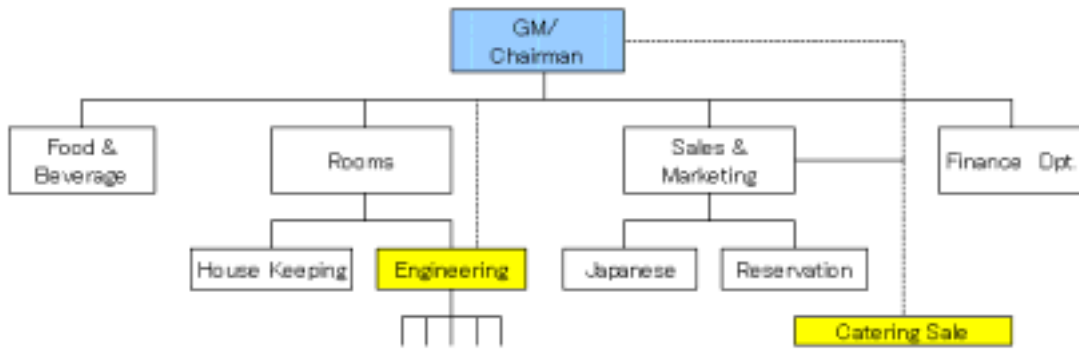 GM/
Chairman
Food &
Beverage
Rooms
Sales &
Marketing
Finance Dpt.
House Keeping
Engineering
Japanese
Reservation
Catering Sale